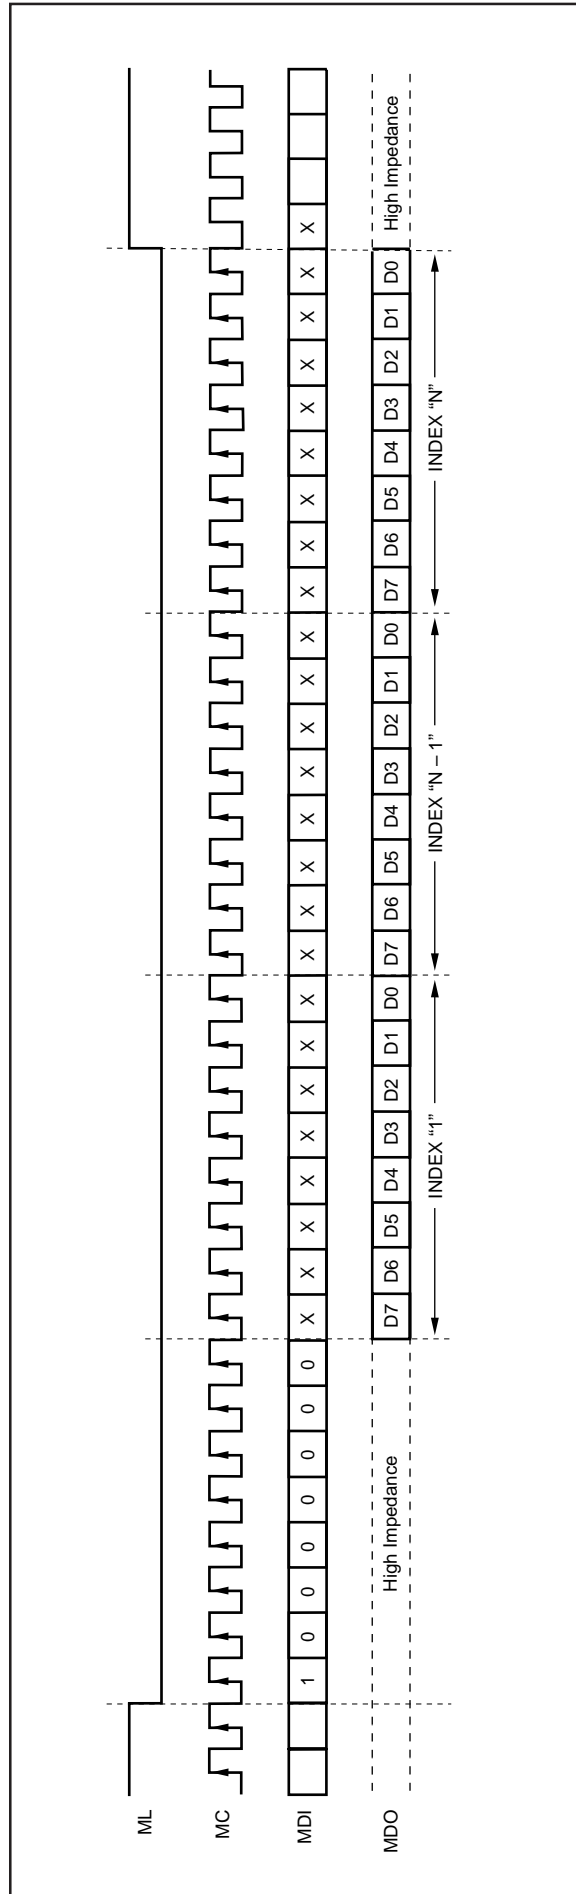 ML
MC
MDI 1 0 0 0 0 0 0 0 X X X X X X X X X X X X X X X X X X X X X X X X X
MDO High Impedance D7 D6 D5 D4 D3 D2 D1 D0 D7 D6 D5 D4 D3 D2 D1 D0 D7 D6 D5 D4 D3 D2 D1 D0 High Impedance
INDEX “1” INDEX “N – 1” INDEX “N”